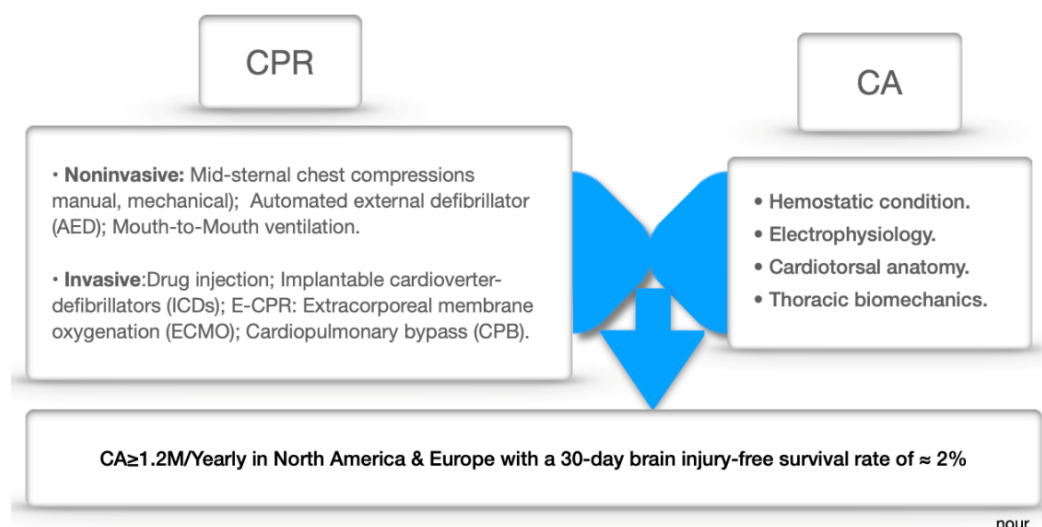 CPR
CA
• Noninvasive: Mid-sternal chest compressions
manual, mechanical); Automated external defibrillator
(AED); Mouth-to-Mouth ventilation.
• Invasive:Drug injection; Implantable cardioverter-
defibrillators (ICDs); E-CPR: Extracorporeal membrane
oxygenation (ECMO); Cardiopulmonary bypass (CPB).
• Hemostatic condition.
• Electrophysiology.
• Cardiotorsal anatomy.
• Thoracic biomechanics.
CA≥1.2M/Yearly in North America & Europe with a 30-day brain injury-free survival rate of ≈ 2%
nour